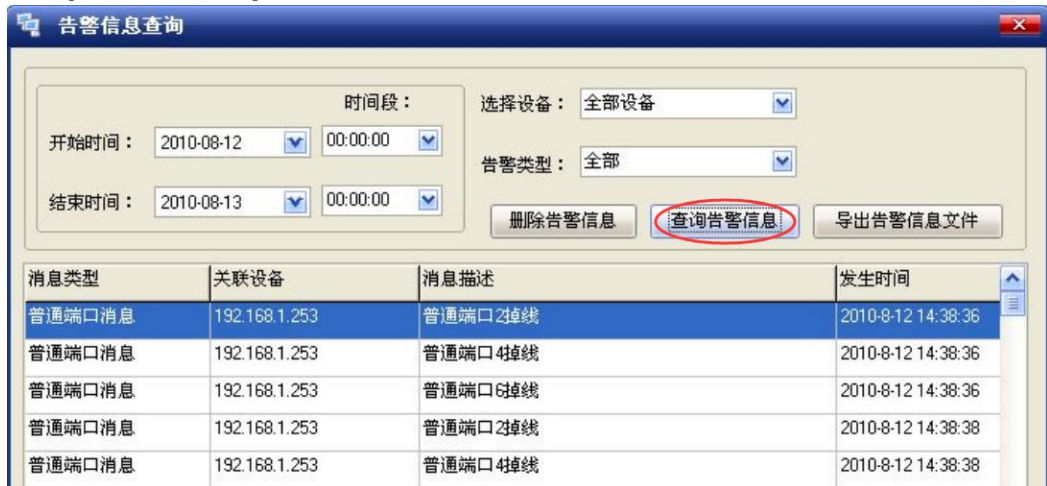 告警信息查询
时间段：
选择设备： 全部设备
开始时间： 2010-08-12 00:00:00
告警类型： 全部
结束时间： 2010-08-13 00:00:00
删除告警信息 查询告警信息 导出告警信息文件
消息类型 关联设备 消息描述 发生时间
普通端口消息 192.168.1.253 普通端口2掉线 2010-8-12 14:38:36
普通端口消息 192.168.1.253 普通端口4掉线 2010-8-12 14:38:36
普通端口消息 192.168.1.253 普通端口6掉线 2010-8-12 14:38:36
普通端口消息 192.168.1.253 普通端口2掉线 2010-8-12 14:38:38
普通端口消息 192.168.1.253 普通端口4掉线 2010-8-12 14:38:38